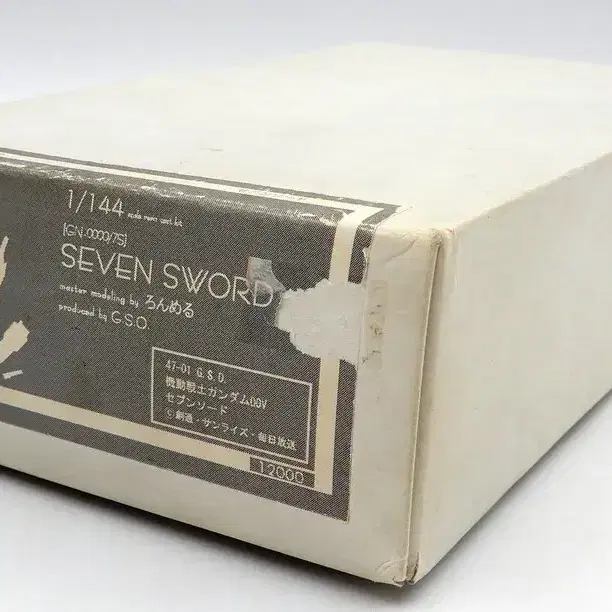 1/144 scale
[GN-0000/7S]
SEVEN SWORD
master modeling by ろんめる
produced by G.S.O.
47-01 G.S.O.
機動戦士ガンダム00V
セブンソード
©創通・サンライズ・毎日放送
12000